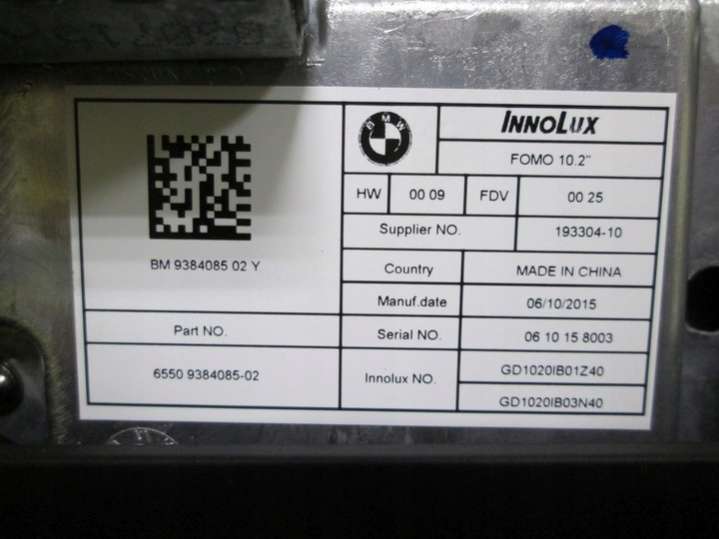 BMW
INNOLUX
FOMO 10.2"
HW 00 09 FDV 00 25
Supplier NO. 193304-10
BM 9384085 02 Y
Country MADE IN CHINA
Manuf.date 06/10/2015
Part NO.
Serial NO. 06 10 15 8003
6550 9384085-02
Innolux NO. GD1020IB01Z40
GD1020IB03N40